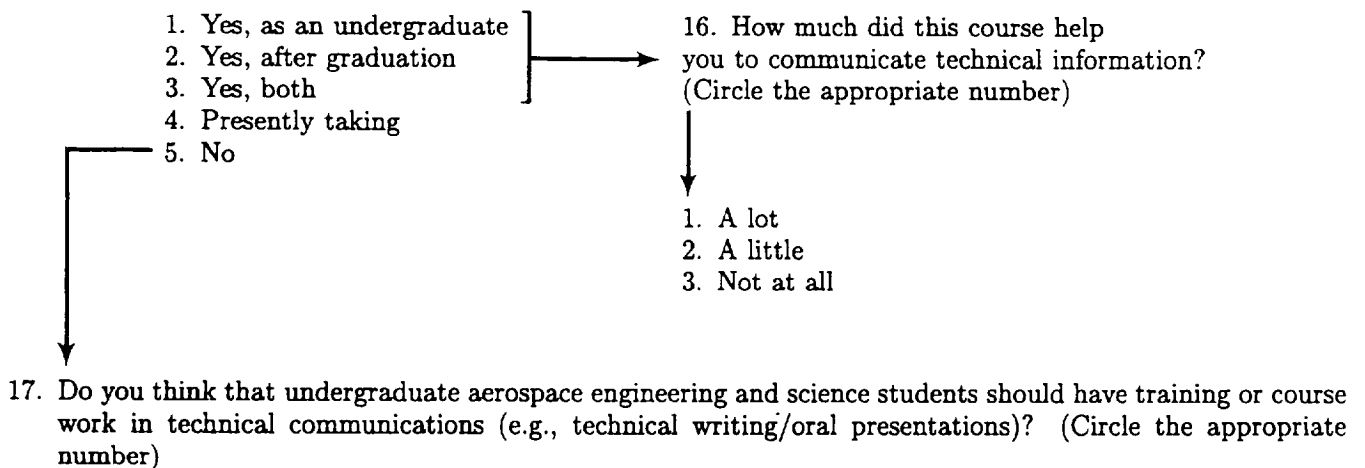 1. Yes, as an undergraduate
2. Yes, after graduation
3. Yes, both
4. Presently taking
5. No
16. How much did this course help
you to communicate technical information?
(Circle the appropriate number)
1. A lot
2. A little
3. Not at all
17. Do you think that undergraduate aerospace engineering and science students should have training or course
work in technical communications (e.g., technical writing/oral presentations)? (Circle the appropriate
number)